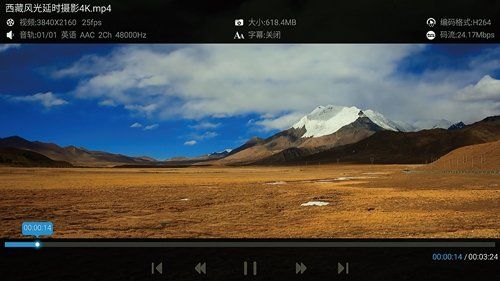 西藏风光延时摄影4K.mp4
视频:3840X2160 25fps
大小:618.4MB
编码格式:H264
音轨:01/01 英语 AAC 2Ch 48000Hz
字幕:关闭
码流:24.17Mbps
00:00:14
00:00:14 / 00:03:24